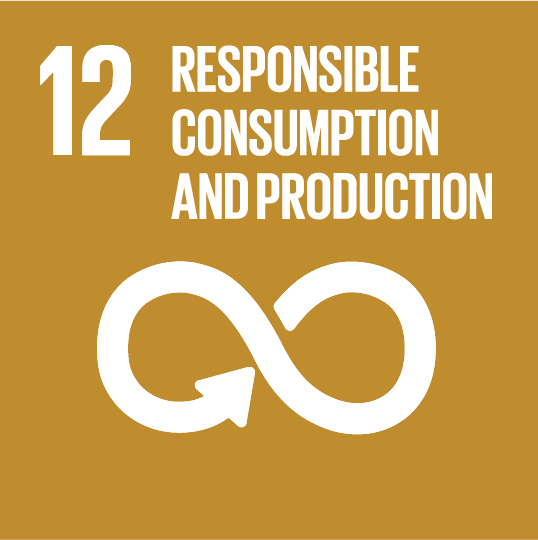 12
RESPONSIBLE
CONSUMPTION
AND PRODUCTION